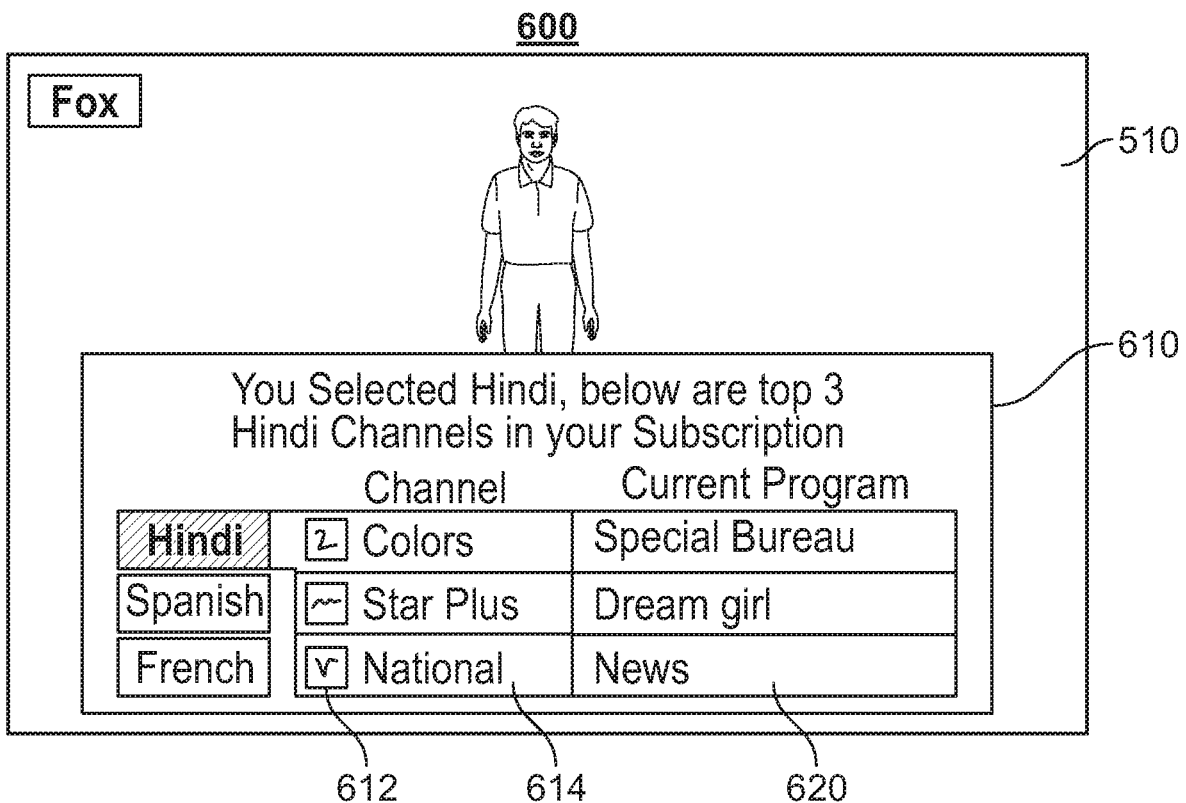 600
Fox
510
610
You Selected Hindi, below are top 3
Hindi Channels in your Subscription
Channel Current Program
Hindi 2 Colors Special Bureau
Spanish Star Plus Dream girl
French National News
612 614 620